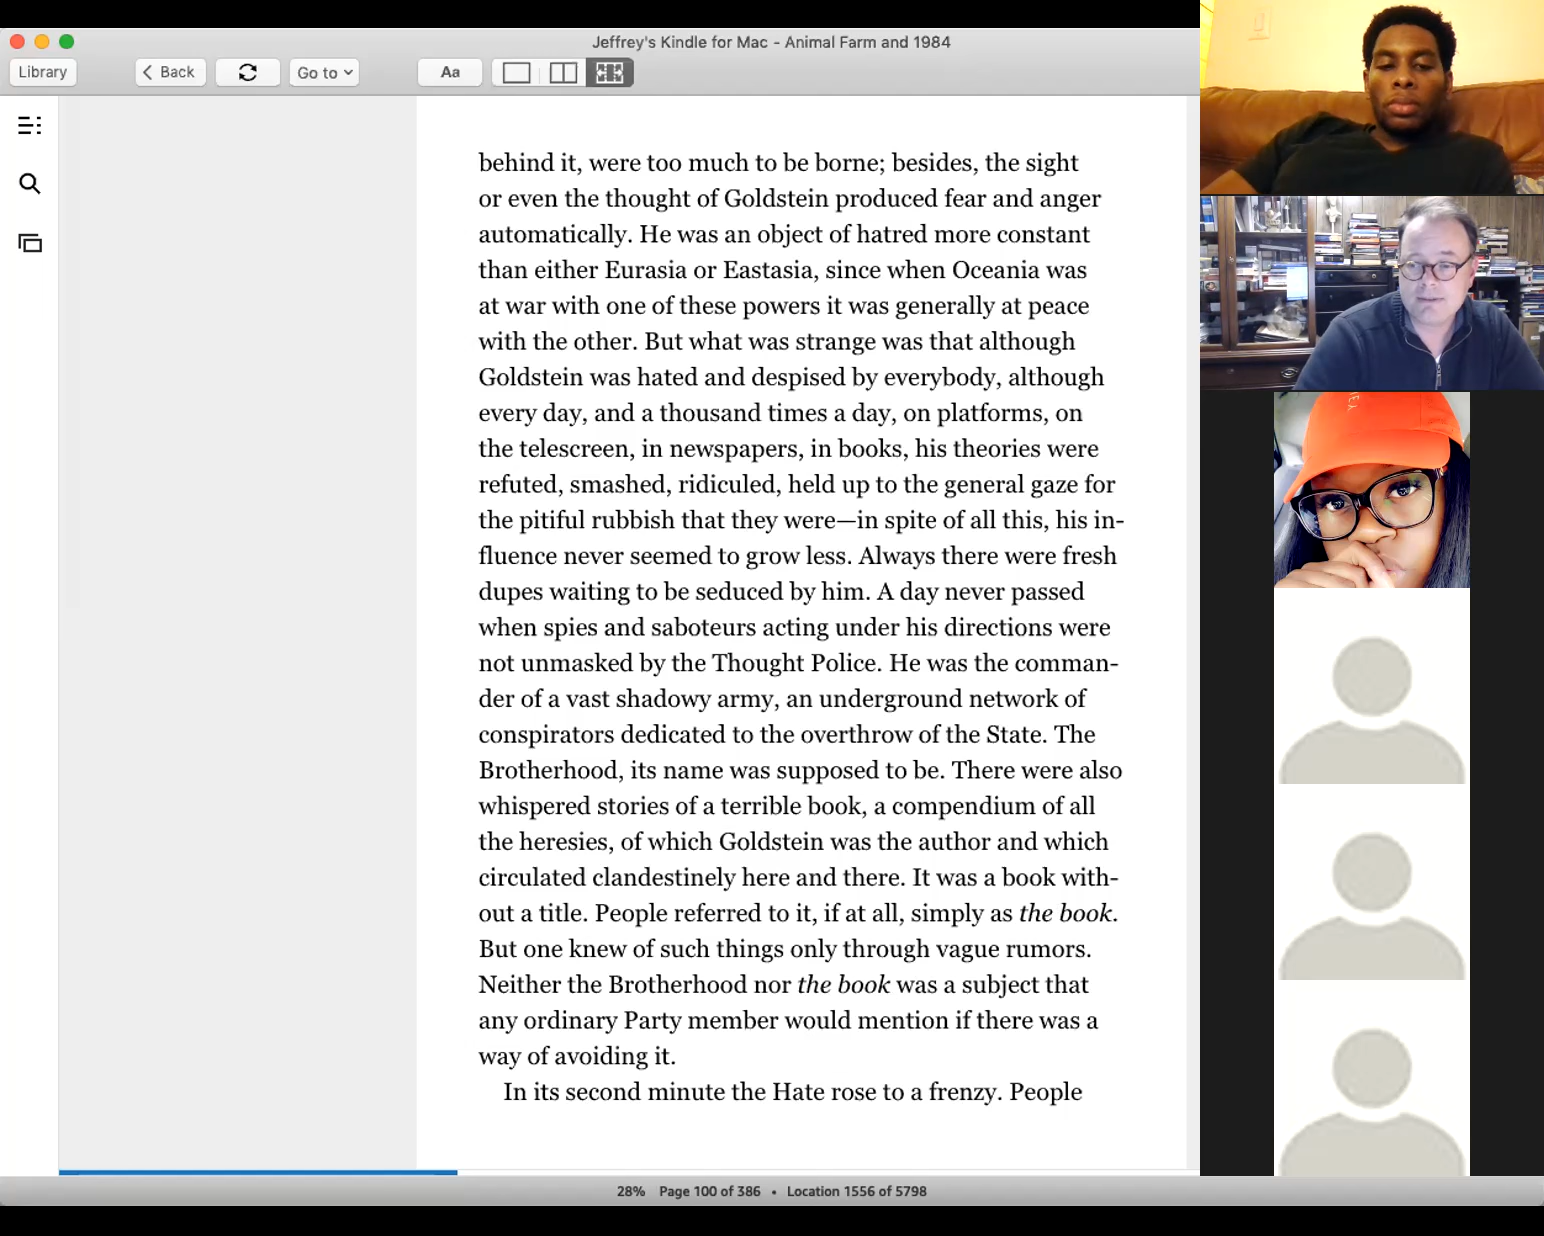 Jeffrey's Kindle for Mac - Animal Farm and 1984
Library
Back
Go to
Aa
behind it, were too much to be borne; besides, the sight
or even the thought of Goldstein produced fear and anger
automatically. He was an object of hatred more constant
than either Eurasia or Eastasia, since when Oceania was
at war with one of these powers it was generally at peace
with the other. But what was strange was that although
Goldstein was hated and despised by everybody, although
every day, and a thousand times a day, on platforms, on
the telescreen, in newspapers, in books, his theories were
refuted, smashed, ridiculed, held up to the general gaze for
the pitiful rubbish that they were—in spite of all this, his in-
fluence never seemed to grow less. Always there were fresh
dupes waiting to be seduced by him. A day never passed
when spies and saboteurs acting under his directions were
not unmasked by the Thought Police. He was the comman-
der of a vast shadowy army, an underground network of
conspirators dedicated to the overthrow of the State. The
Brotherhood, its name was supposed to be. There were also
whispered stories of a terrible book, a compendium of all
the heresies, of which Goldstein was the author and which
circulated clandestinely here and there. It was a book with-
out a title. People referred to it, if at all, simply as the book.
But one knew of such things only through vague rumors.
Neither the Brotherhood nor the book was a subject that
any ordinary Party member would mention if there was a
way of avoiding it.
In its second minute the Hate rose to a frenzy. People
28% Page 100 of 386 • Location 1556 of 5798